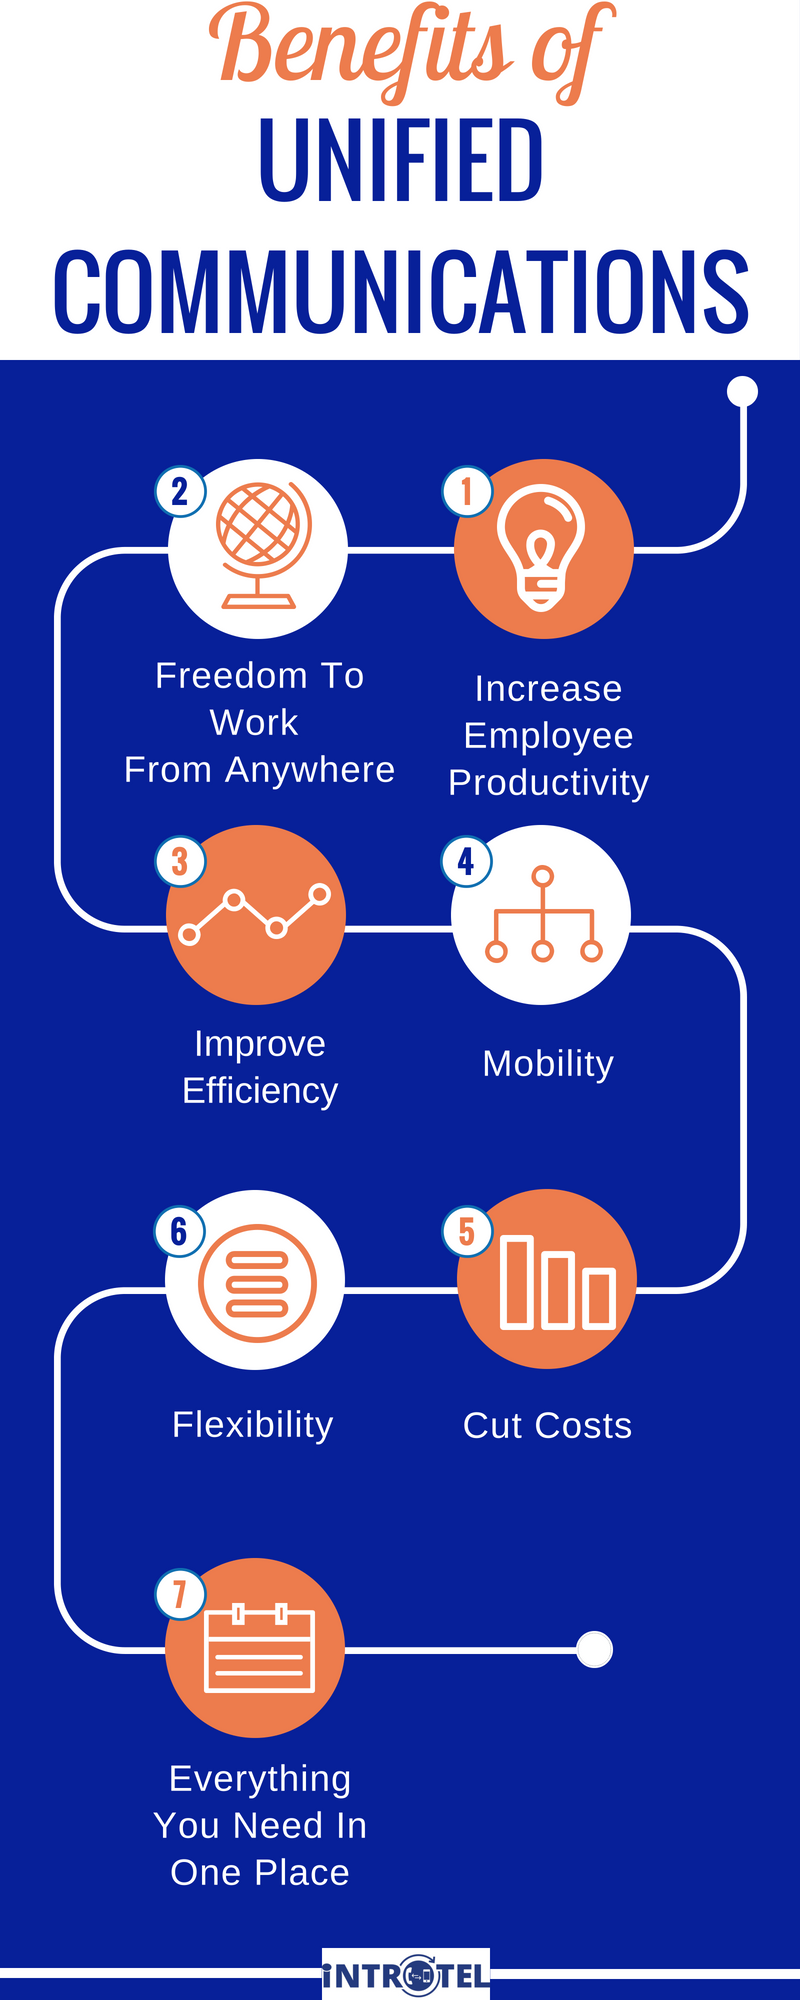 Benefits of
UNIFIED
COMMUNICATIONS
1
Increase
Employee
Productivity
2
Freedom To
Work
From Anywhere
3
Improve
Efficiency
4
Mobility
5
Cut Costs
6
Flexibility
7
Everything
You Need In
One Place
iNTROTEL